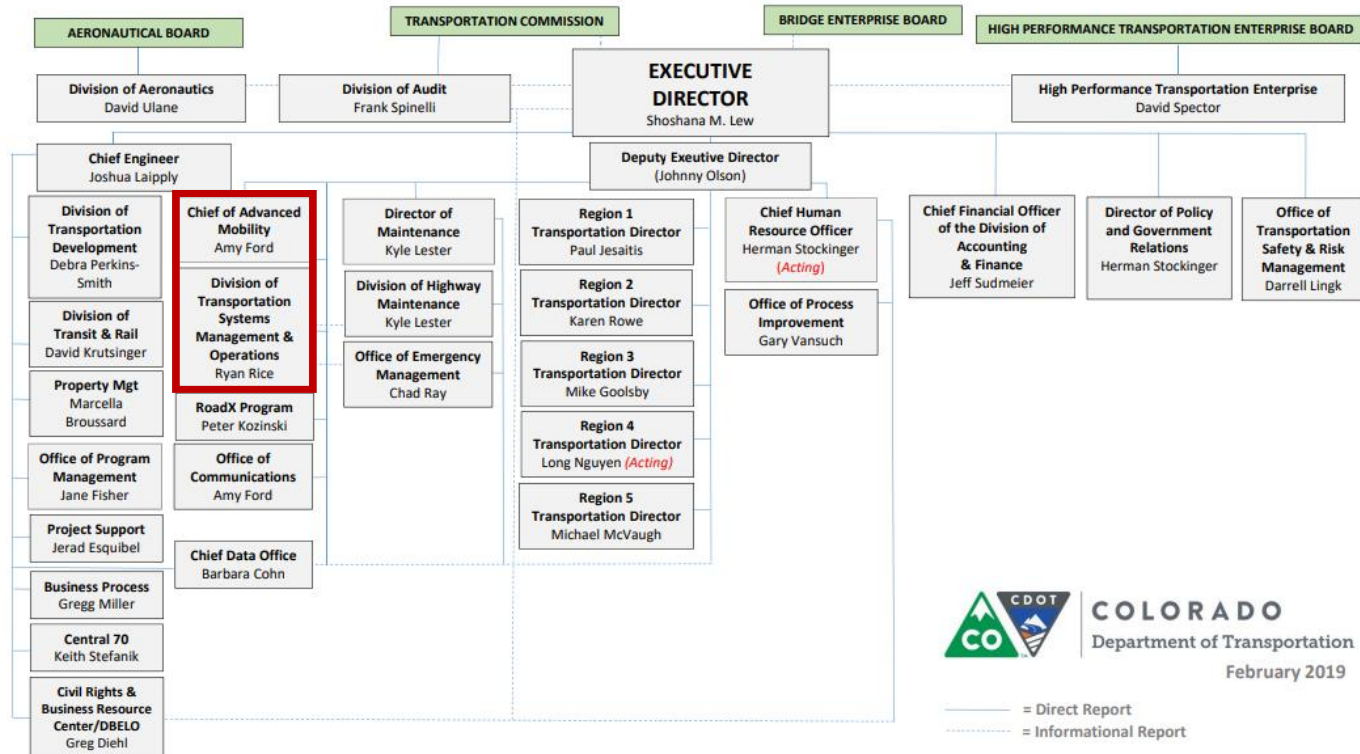 AERONAUTICAL BOARD
TRANSPORTATION COMMISSION
BRIDGE ENTERPRISE BOARD
HIGH PERFORMANCE TRANSPORTATION ENTERPRISE BOARD
Division of Aeronautics
David Ulane
Division of Audit
Frank Spinelli
EXECUTIVE
DIRECTOR
Shoshana M. Lew
High Performance Transportation Enterprise
David Spector
Chief Engineer
Joshua Laipply
Deputy Exeutive Director
(Johnny Olson)
Division of
Transportation
Development
Debra Perkins-
Smith
Division of
Transit & Rail
David Krutsinger
Property Mgt
Marcella
Broussard
Office of Program
Management
Jane Fisher
Project Support
Jerad Esquibel
Business Process
Gregg Miller
Central 70
Keith Stefanik
Civil Rights &
Business Resource
Center/DBELO
Greg Diehl
Chief of Advanced
Mobility
Amy Ford
Division of
Transportation
Systems
Management &
Operations
Ryan Rice
RoadX Program
Peter Kozinski
Office of
Communications
Amy Ford
Chief Data Office
Barbara Cohn
Director of
Maintenance
Kyle Lester
Division of Highway
Maintenance
Kyle Lester
Office of Emergency
Management
Chad Ray
Region 1
Transportation Director
Paul Jesaitis
Region 2
Transportation Director
Karen Rowe
Region 3
Transportation Director
Mike Goolsby
Region 4
Transportation Director
Long Nguyen (Acting)
Region 5
Transportation Director
Michael McVaugh
Chief Human
Resource Officer
Herman Stockinger
(Acting)
Office of Process
Improvement
Gary Vansuch
Chief Financial Officer
of the Division of
Accounting
& Finance
Jeff Sudmeier
Director of Policy
and Government
Relations
Herman Stockinger
Office of
Transportation
Safety & Risk
Management
Darrell Lingk
CO
CDOT
COLORADO
Department of Transportation
February 2019
= Direct Report
= Informational Report